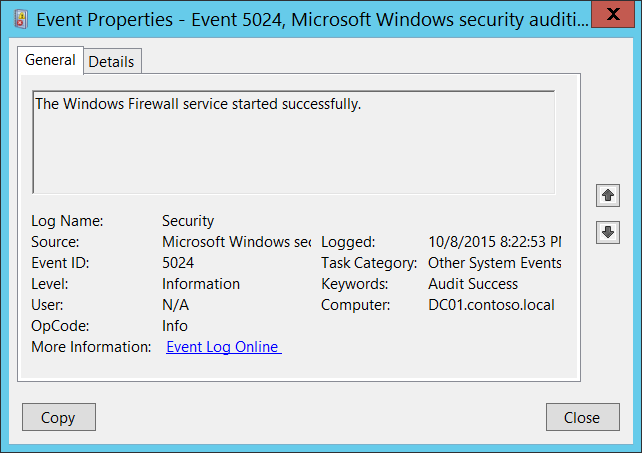 Event Properties - Event 5024, Microsoft Windows security auditi...
X
General
Details
The Windows Firewall service started successfully.
Log Name: Security
Source: Microsoft Windows sec Logged: 10/8/2015 8:22:53 PM
Event ID: 5024 Task Category: Other System Events
Level: Information Keywords: Audit Success
User: N/A Computer: DC01.contoso.local
OpCode: Info
More Information: Event Log Online
Copy
Close